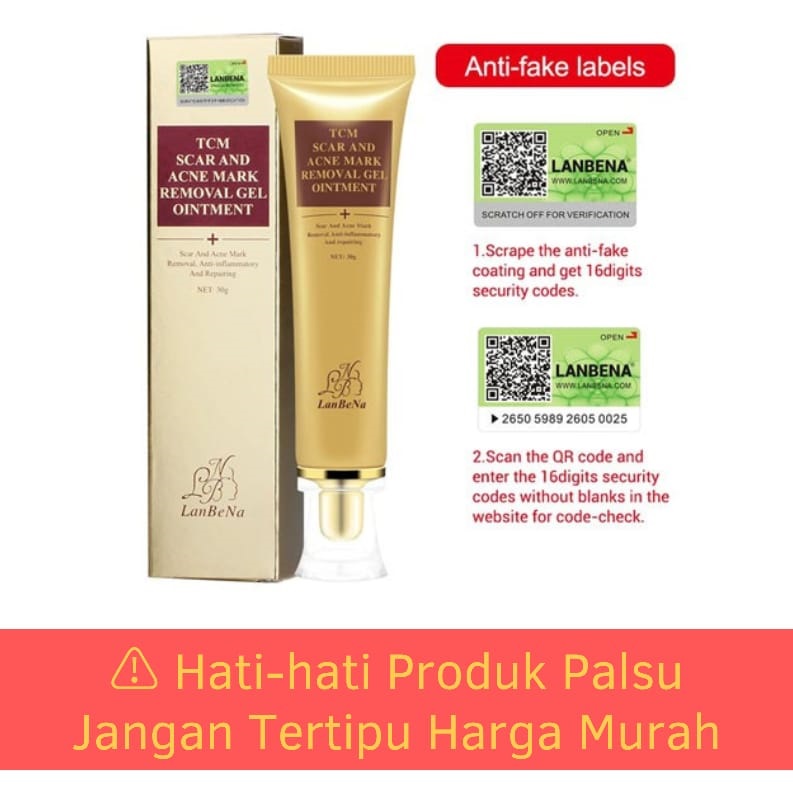 LANBENA
TCM
SCAR AND
ACNE MARK
REMOVAL GEL
OINTMENT
Scar And Acne Mark
Removal, Anti-inflammatory
And Repairing
NET: 30g
LanBeNa
TCM
SCAR AND
ACNE MARK
REMOVAL GEL
OINTMENT
Scar And Acne Mark
Removal, Anti-inflammatory
And repairing
NET: 30g
LanBeNa
Anti-fake labels
OPEN
LANBENA®
WWW.LANBENA.COM
SCRATCH OFF FOR VERIFICATION
1.Scrape the anti-fake
coating and get 16digits
security codes.
OPEN
LANBENA®
WWW.LANBENA.COM
2650 5989 2605 0025
2.Scan the QR code and
enter the 16digits security
codes without blanks in the
website for code-check.
Hati-hati Produk Palsu
Jangan Tertipu Harga Murah